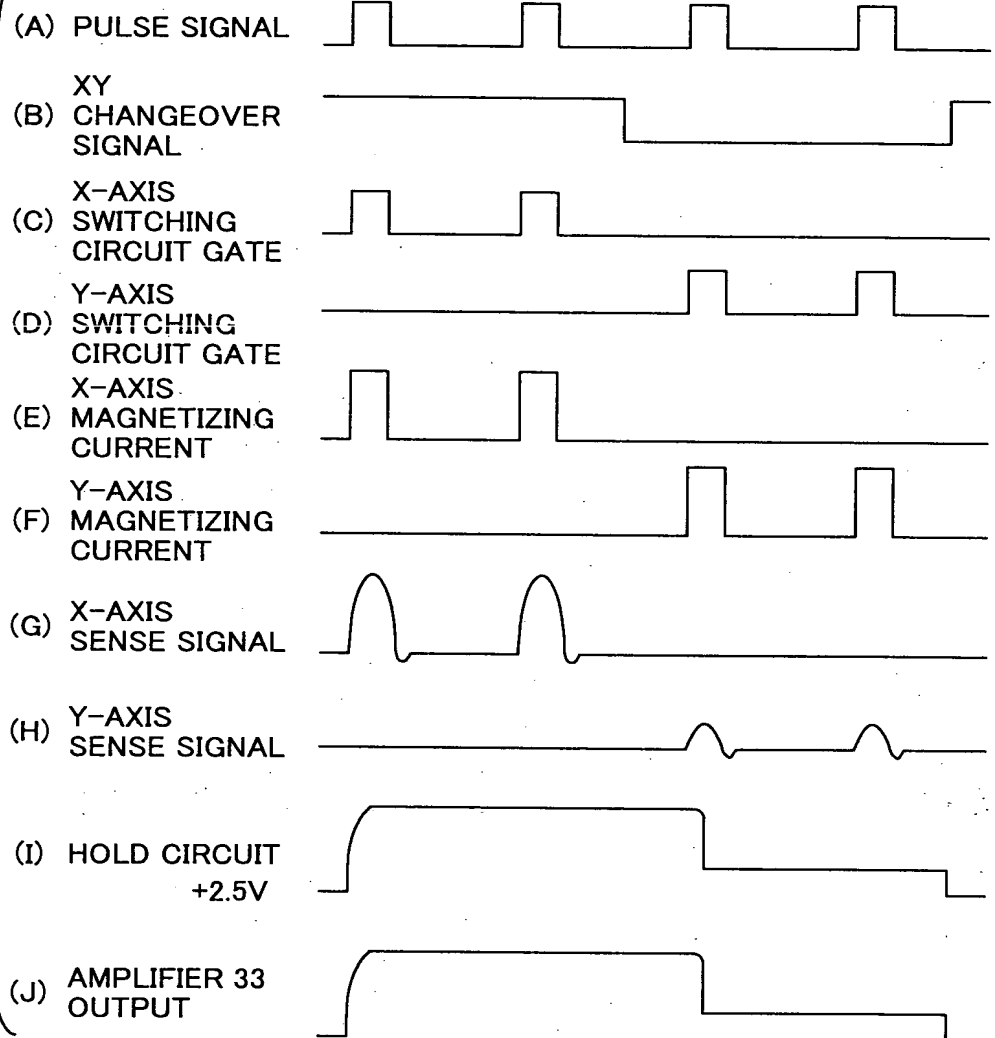 (A) PULSE SIGNAL
XY
(B) CHANGEOVER
SIGNAL
X-AXIS
(C) SWITCHING
CIRCUIT GATE
Y-AXIS
(D) SWITCHING
CIRCUIT GATE
X-AXIS
(E) MAGNETIZING
CURRENT
Y-AXIS
(F) MAGNETIZING
CURRENT
(G) X-AXIS
SENSE SIGNAL
(H) Y-AXIS
SENSE SIGNAL
(I) HOLD CIRCUIT
+2.5V
(J) AMPLIFIER 33
OUTPUT